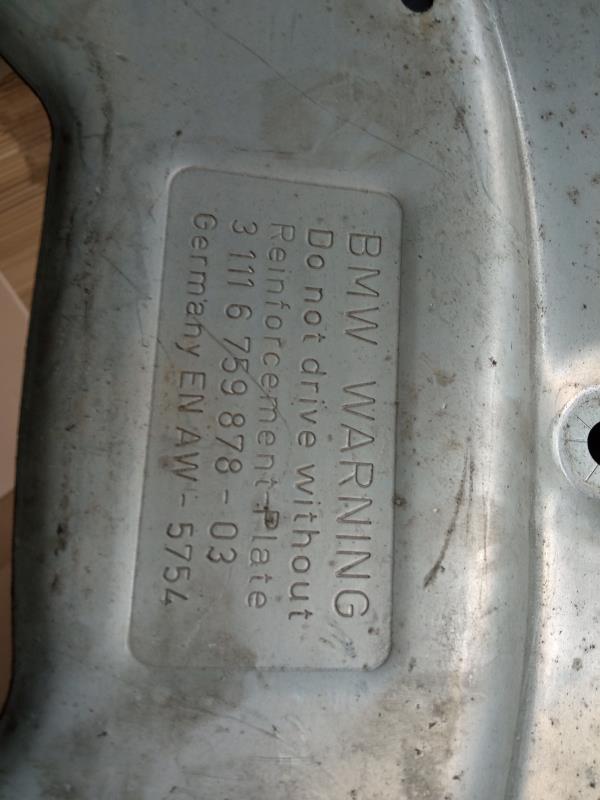 BMW WARNING
Do not drive without
Reinforcement-Plate
3 111 6 759 878 - 03
Germany EN AW - 5754